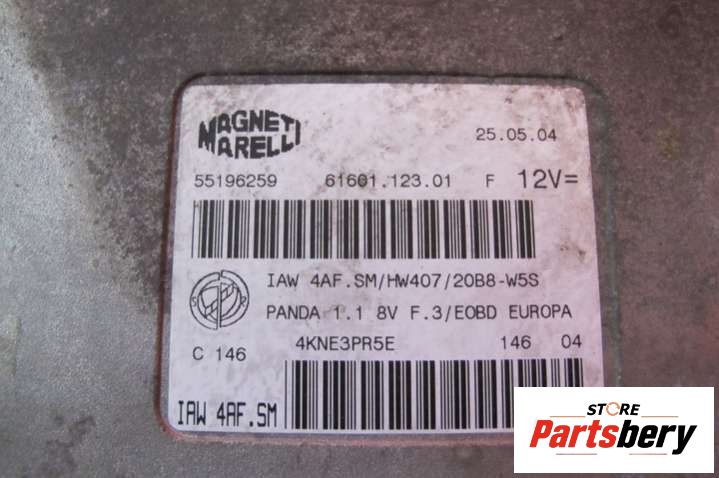 MAGNETI
MARELLI
25.05.04
55196259 61601.123.01 F 12V=
IAW 4AF.SM/HW407/20B8-W5S
PANDA 1.1 8V F.3/EOBD EUROPA
C 146 4KNE3PR5E 146 04
IAW 4AF.SM
STORE
Partsbery